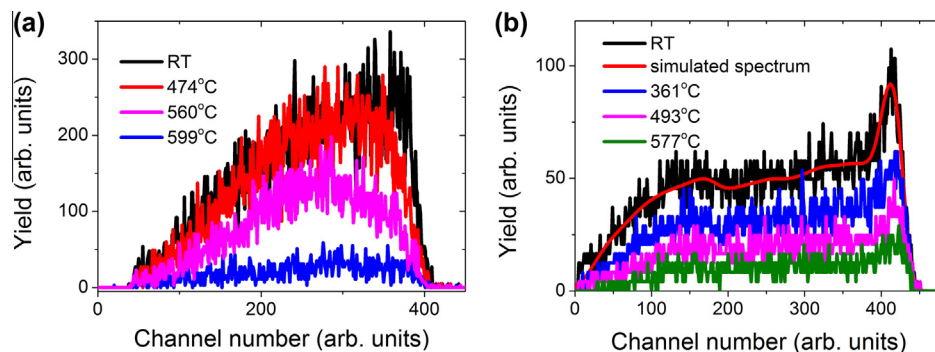 (a)
RT
474°C
560°C
599°C
Yield (arb. units)
300
200
100
0
0 200 400
Channel number (arb. units)
(b)
RT
simulated spectrum
361°C
493°C
577°C
Yield (arb. units)
100
50
0
0 100 200 300 400
Channel number (arb. units)